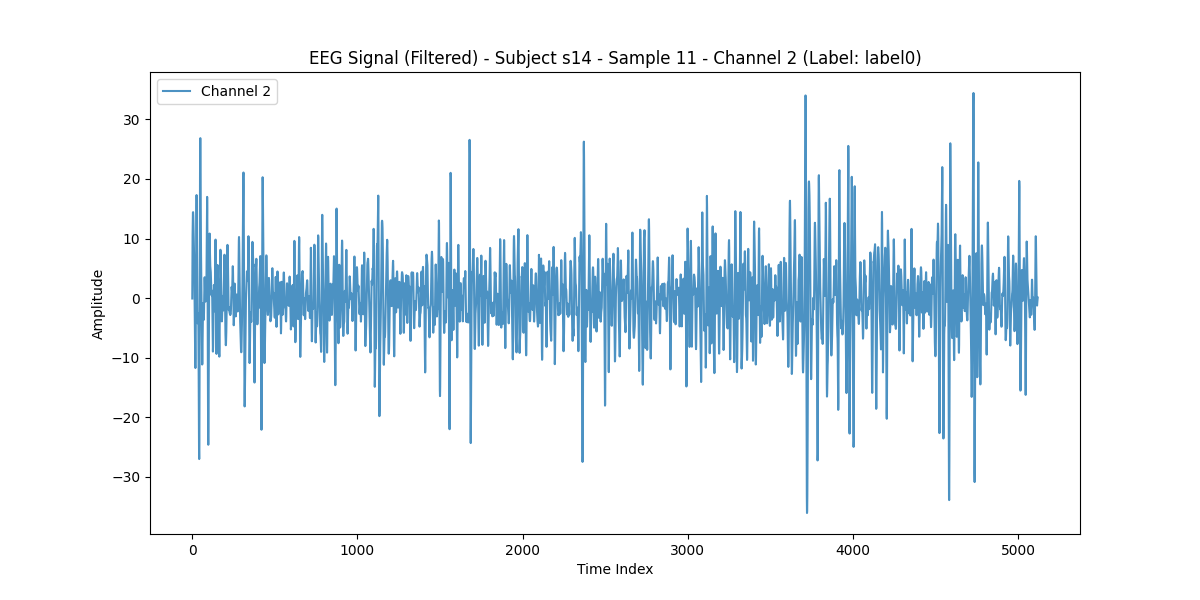 EEG Signal (Filtered) - Subject s14 - Sample 11 - Channel 2 (Label: label0)
Channel 2
30
20
10
0
−10
−20
−30
Amplitude
0 1000 2000 3000 4000 5000
Time Index